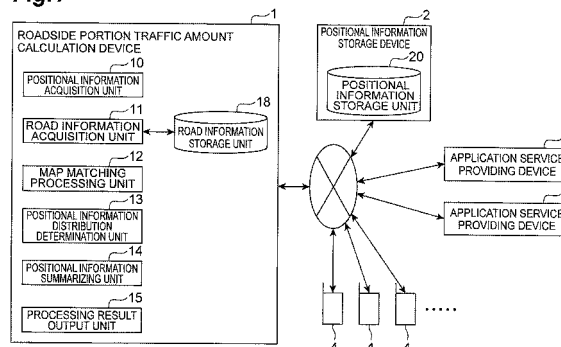 1
ROADSIDE PORTION TRAFFIC AMOUNT
CALCULATION DEVICE
10
POSITIONAL INFORMATION
ACQUISITION UNIT
11
ROAD INFORMATION
ACQUISITION UNIT
18
ROAD INFORMATION
STORAGE UNIT
12
MAP MATCHING
PROCESSING UNIT
13
POSITIONAL INFORMATION
DISTRIBUTION
DETERMINATION UNIT
14
POSITIONAL INFORMATION
SUMMARIZING UNIT
15
PROCESSING RESULT
OUTPUT UNIT
2
POSITIONAL INFORMATION
STORAGE DEVICE
20
POSITIONAL
INFORMATION
STORAGE UNIT
APPLICATION SERVICE
PROVIDING DEVICE
APPLICATION SERVICE
PROVIDING DEVICE